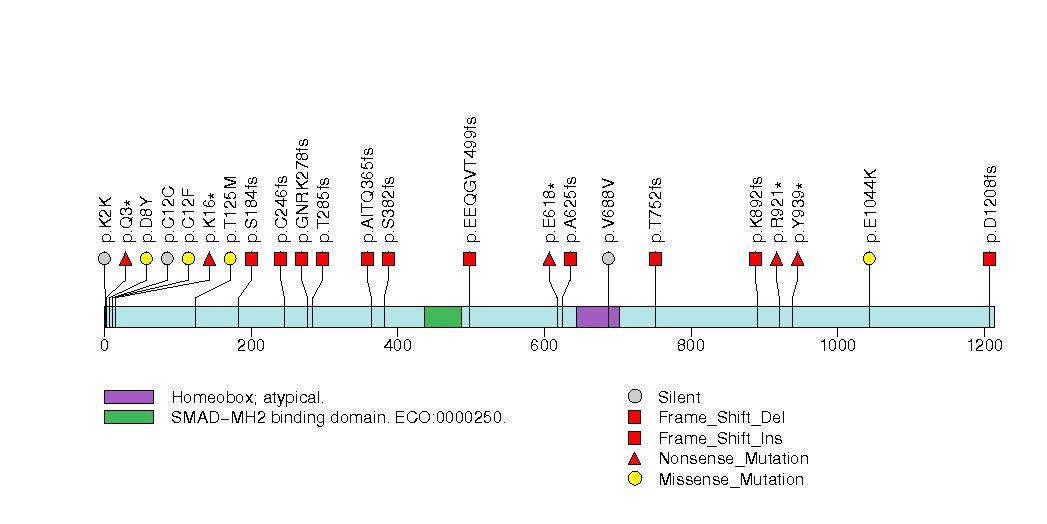 p.K2K
p.Q3*
p.D8Y
p.C12C
p.C12F
p.K16*
p.T125M
p.S184fs
p.C246fs
p.GNRK278fs
p.T285fs
p.AITQ365fs
p.S382fs
p.EEQGVT499fs
p.E618*
p.A625fs
p.V688V
p.T752fs
p.K892fs
p.R921*
p.Y939*
p.E1044K
p.D1208fs
0 200 400 600 800 1000 1200
Homeobox; atypical.
SMAD−MH2 binding domain. ECO:0000250.
Silent
Frame_Shift_Del
Frame_Shift_Ins
Nonsense_Mutation
Missense_Mutation